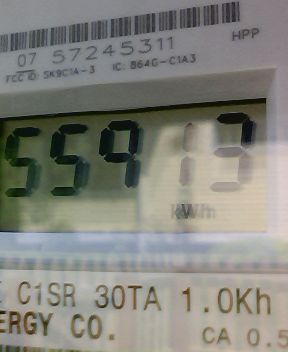 07 57245311 HPP
FCC ID: SK9C1A-3 IC: 864G-C1A3
55913
kWh
C1SR 30TA 1.0Kh
ERGY CO.
CA 0.5